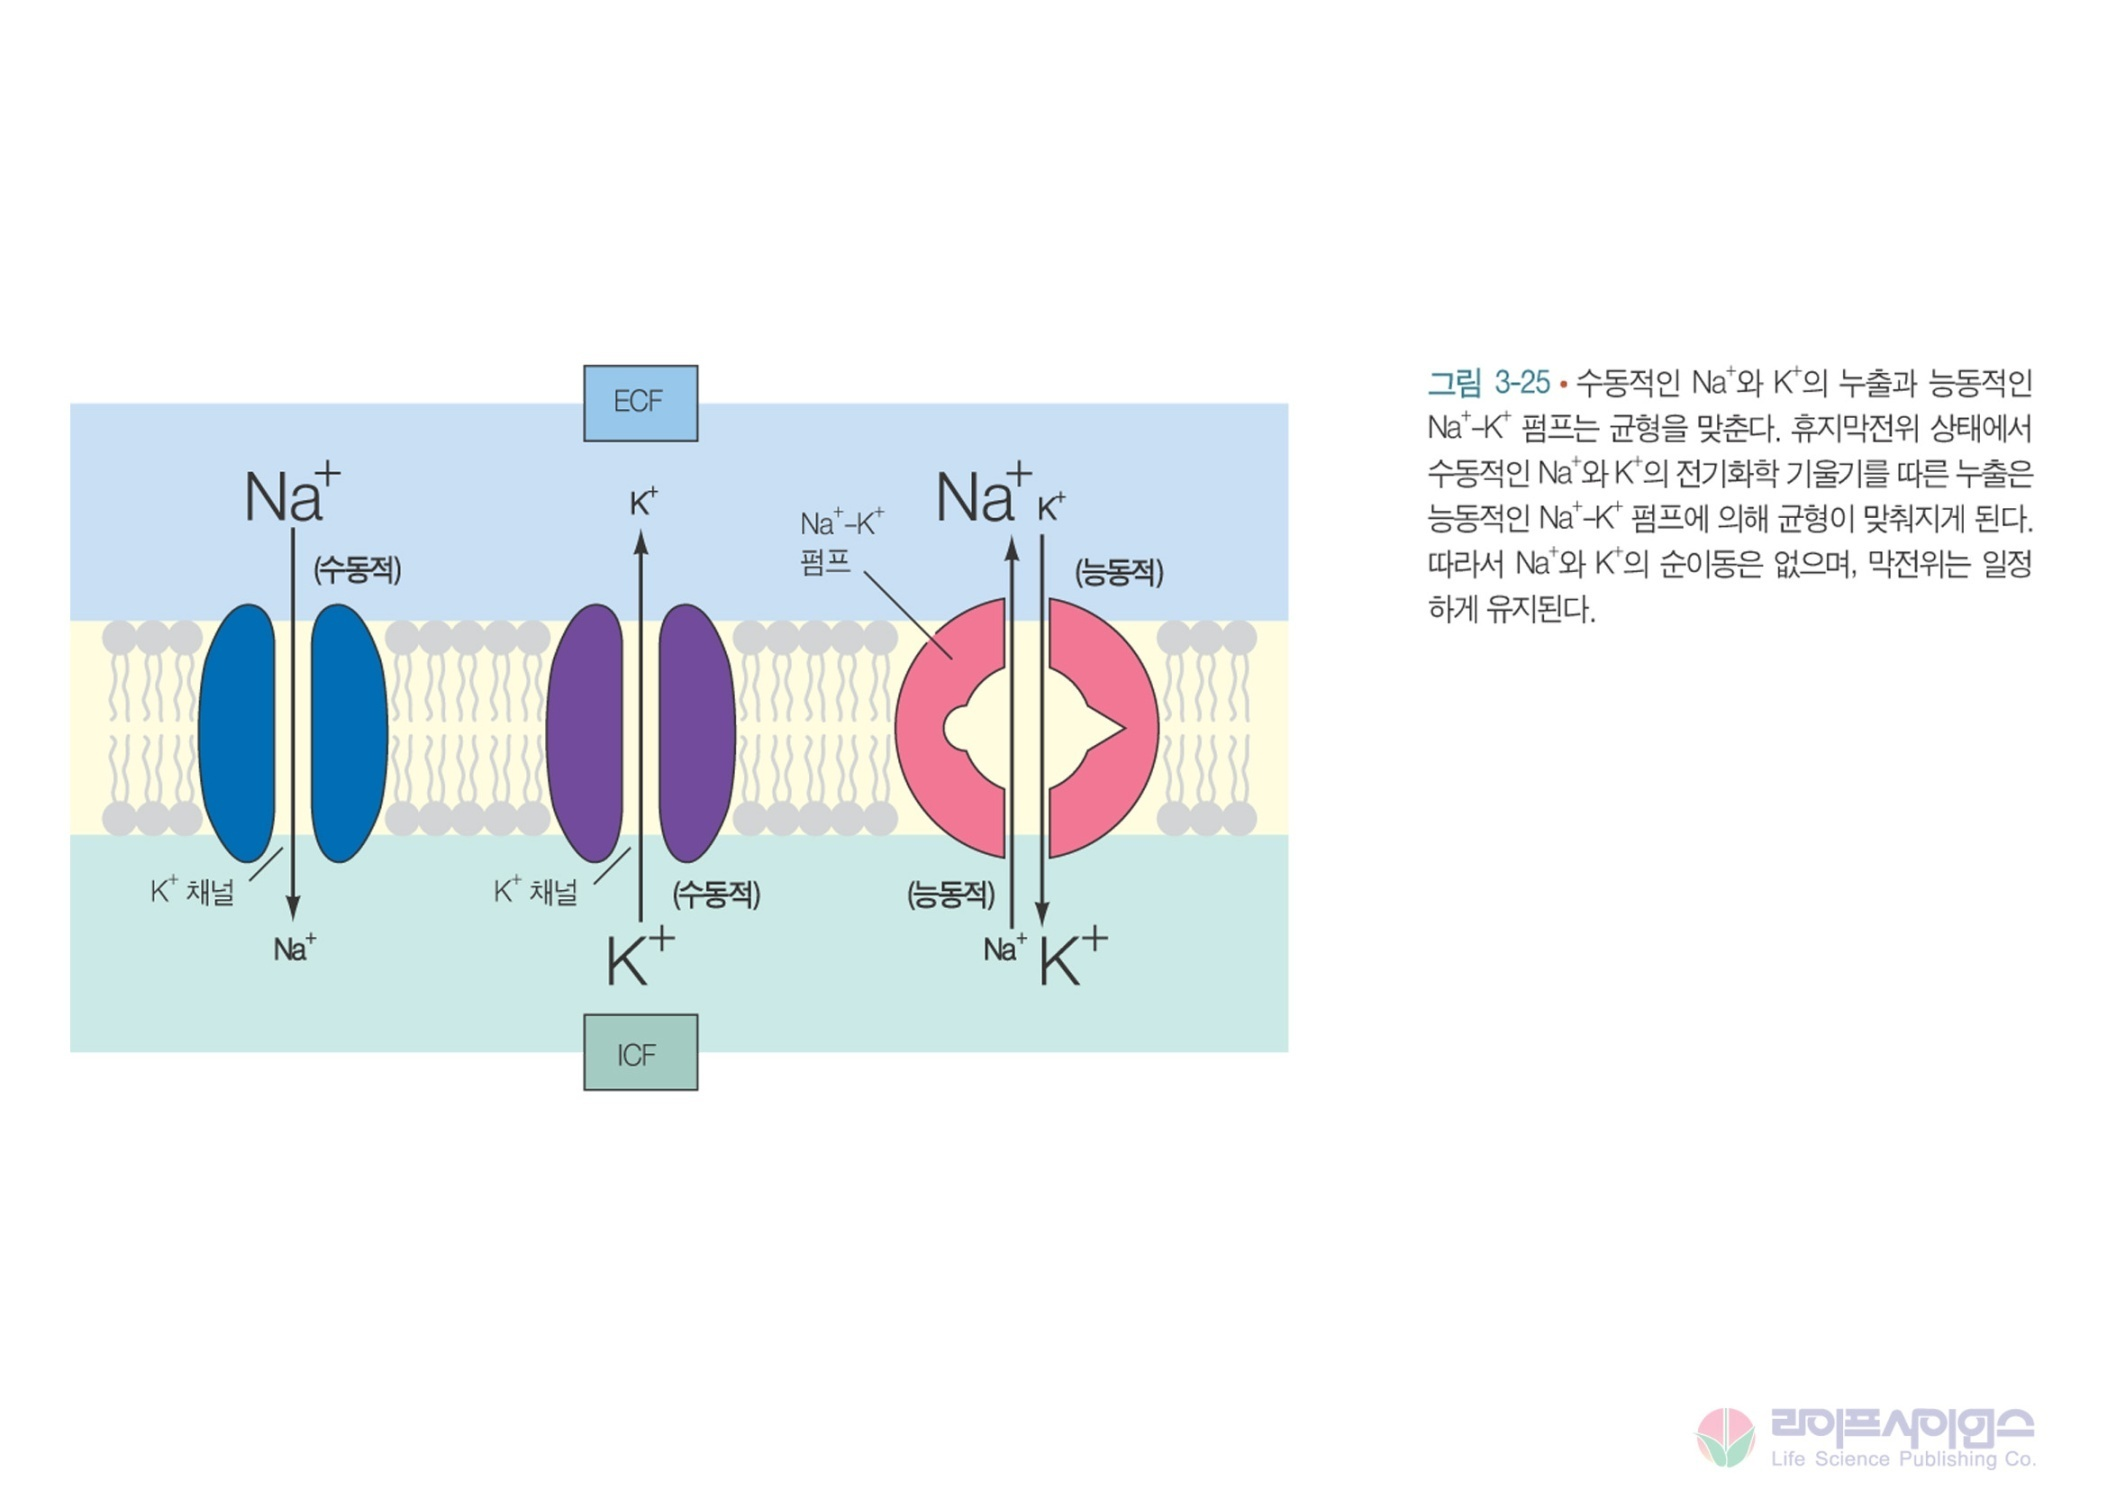 ECF
Na⁺
K⁺
Na⁺ K⁺
Na⁺–K⁺
펌프
(수동적)
(능동적)
K⁺ 채널
K⁺ 채널
(수동적)
(능동적)
Na⁺
K⁺
Na⁺ K⁺
ICF
그림 3-25 • 수동적인 Na⁺와 K⁺의 누출과 능동적인
Na⁺–K⁺ 펌프는 균형을 맞춘다. 휴지막전위 상태에서
수동적인 Na⁺와 K⁺의 전기화학 기울기를 따른 누출은
능동적인 Na⁺–K⁺ 펌프에 의해 균형이 맞춰지게 된다.
따라서 Na⁺와 K⁺의 순이동은 없으며, 막전위는 일정
하게 유지된다.
라이프사이언스
Life Science Publishing Co.